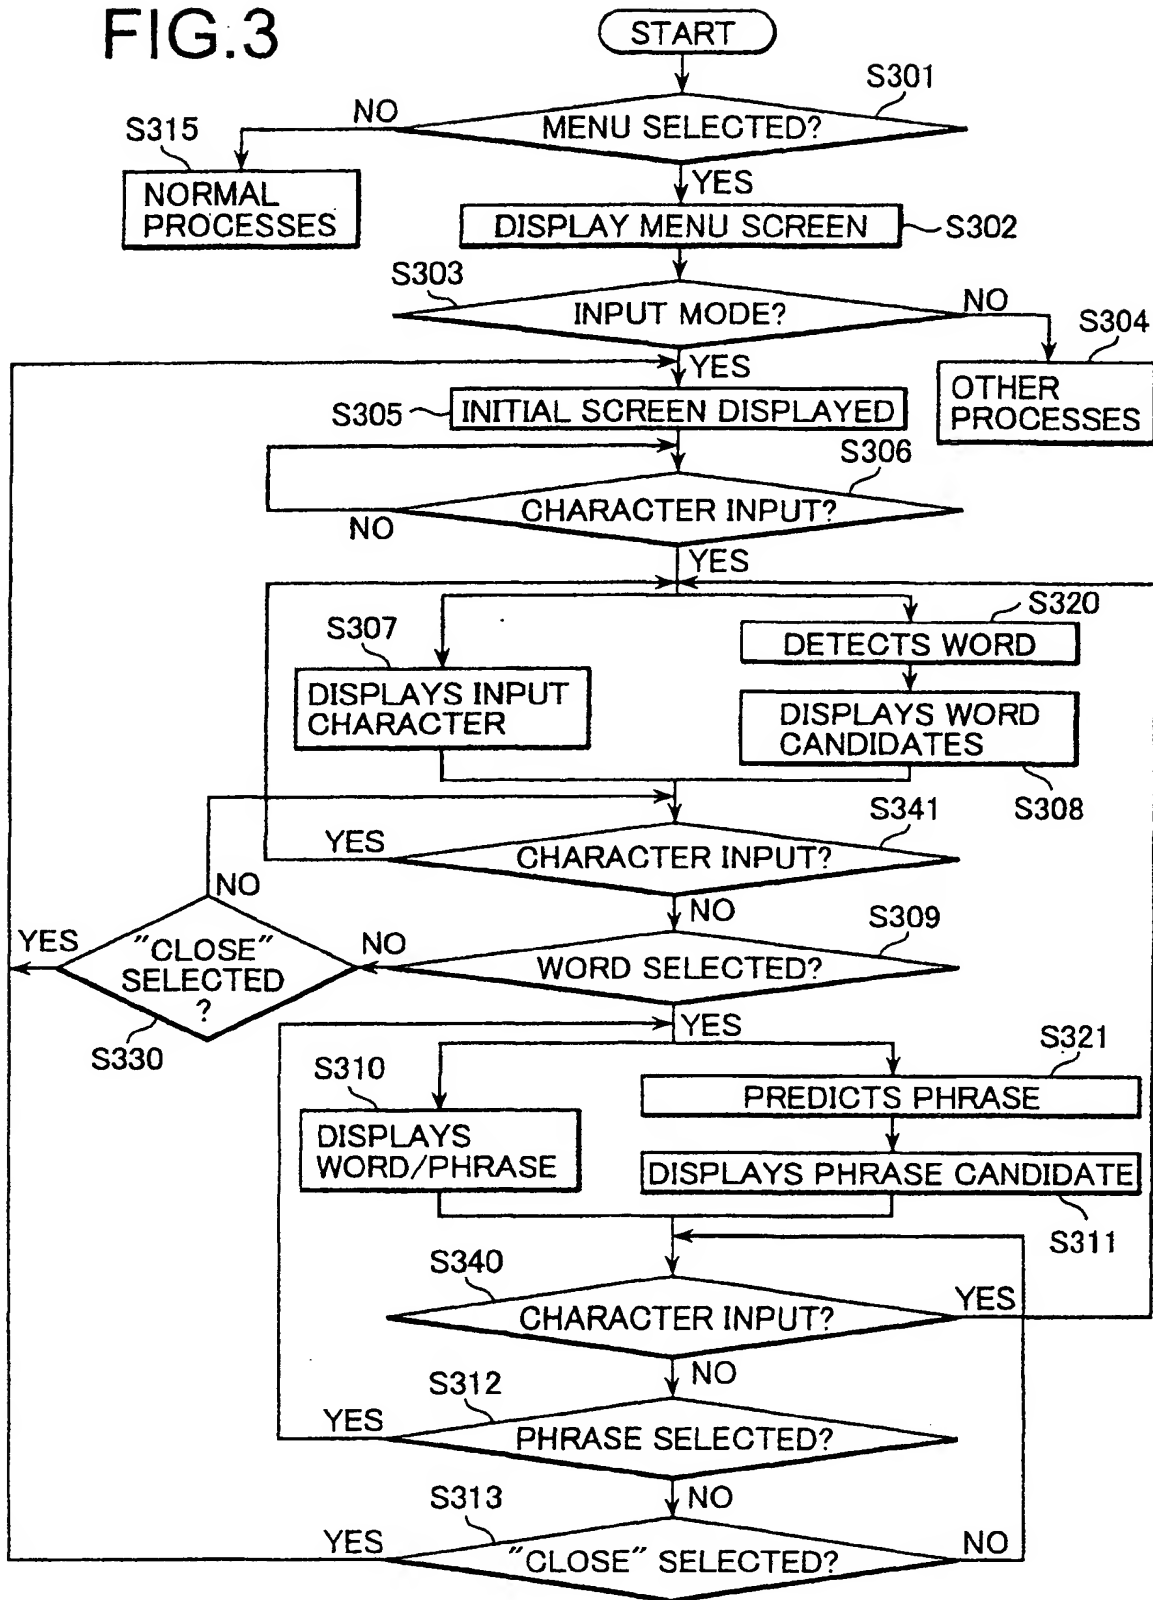 FIG.3
START
S301
MENU SELECTED?
NO
S315
NORMAL
PROCESSES
YES
DISPLAY MENU SCREEN
S302
S303
INPUT MODE?
NO
S304
OTHER
PROCESSES
YES
S305
INITIAL SCREEN DISPLAYED
S306
CHARACTER INPUT?
NO
YES
S307
DISPLAYS INPUT
CHARACTER
S320
DETECTS WORD
DISPLAYS WORD
CANDIDATES
S308
S341
CHARACTER INPUT?
YES
NO
S309
WORD SELECTED?
NO
NO
YES
"CLOSE"
SELECTED
?
S330
YES
S310
DISPLAYS
WORD/PHRASE
S321
PREDICTS PHRASE
DISPLAYS PHRASE CANDIDATE
S311
S340
CHARACTER INPUT?
YES
NO
S312
PHRASE SELECTED?
YES
NO
S313
"CLOSE" SELECTED?
YES
NO